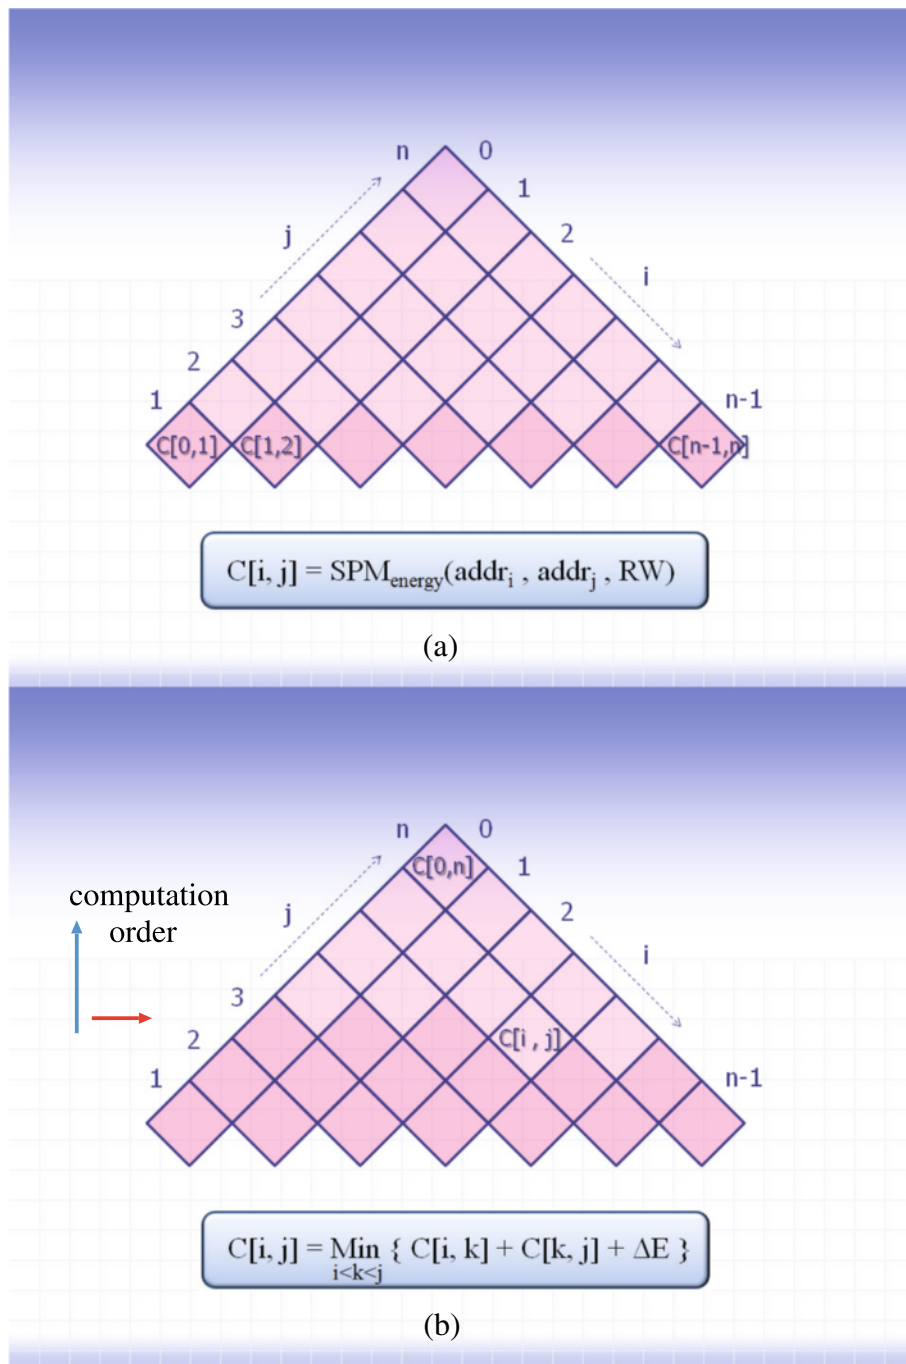 n 0
1
2
j
i
3
2
1 n-1
C[0,1] C[1,2] C[n-1,n]
C[i, j] = SPMenergy(addri , addrj , RW)
(a)
n 0
C[0,n] 1
computation
order
j
2
i
3
2
C[i , j]
1 n-1
C[i, j] = Min { C[i, k] + C[k, j] + ΔE }
i<k<j
(b)